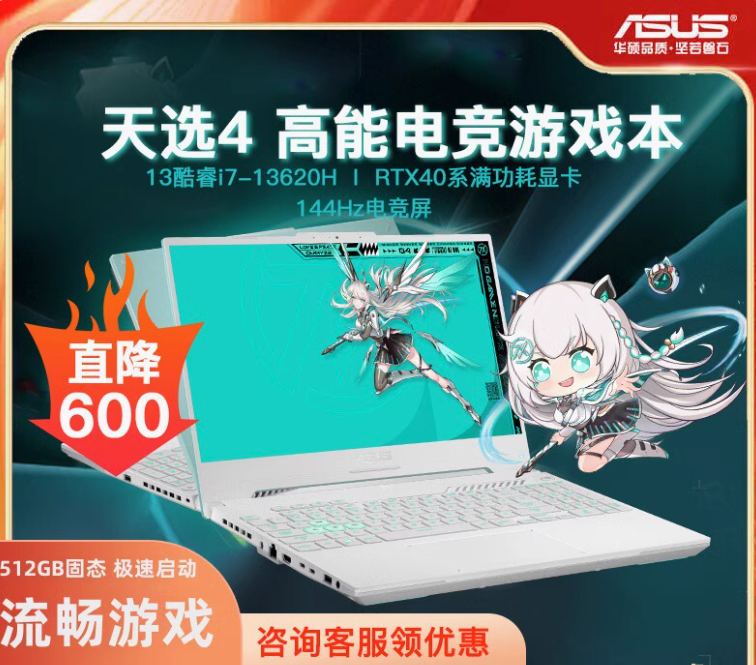 ASUS®
华硕品质·坚若磐石
天选4 高能电竞游戏本
13酷睿i7-13620H | RTX40系满功耗显卡
144Hz电竞屏
直降
600
ASUS
512GB固态 极速启动
流畅游戏
咨询客服领优惠